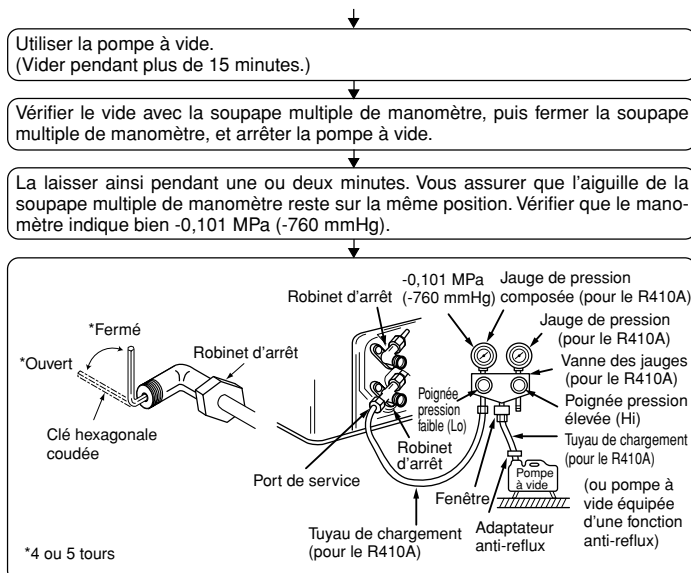 Utiliser la pompe à vide.
(Vider pendant plus de 15 minutes.)
Vérifier le vide avec la soupape multiple de manomètre, puis fermer la soupape
multiple de manomètre, et arrêter la pompe à vide.
La laisser ainsi pendant une ou deux minutes. Vous assurer que l'aiguille de la
soupape multiple de manomètre reste sur la même position. Vérifier que le mano-
mètre indique bien -0,101 MPa (-760 mmHg).
*Fermé
*Ouvert
Robinet d'arrêt
Clé hexagonale
coudée
*4 ou 5 tours
Robinet d'arrêt
-0,101 MPa
(-760 mmHg)
Jauge de pression
composée (pour le R410A)
Jauge de pression
(pour le R410A)
Vanne des jauges
(pour le R410A)
Poignée
pression
faible (Lo)
Poignée pression
élevée (Hi)
Robinet
d'arrêt
Port de service
Tuyau de chargement
(pour le R410A)
Fenêtre
Pompe
à vide
Adaptateur
anti-reflux
(ou pompe à
vide équipée
d'une fonction
anti-reflux)
Tuyau de chargement
(pour le R410A)